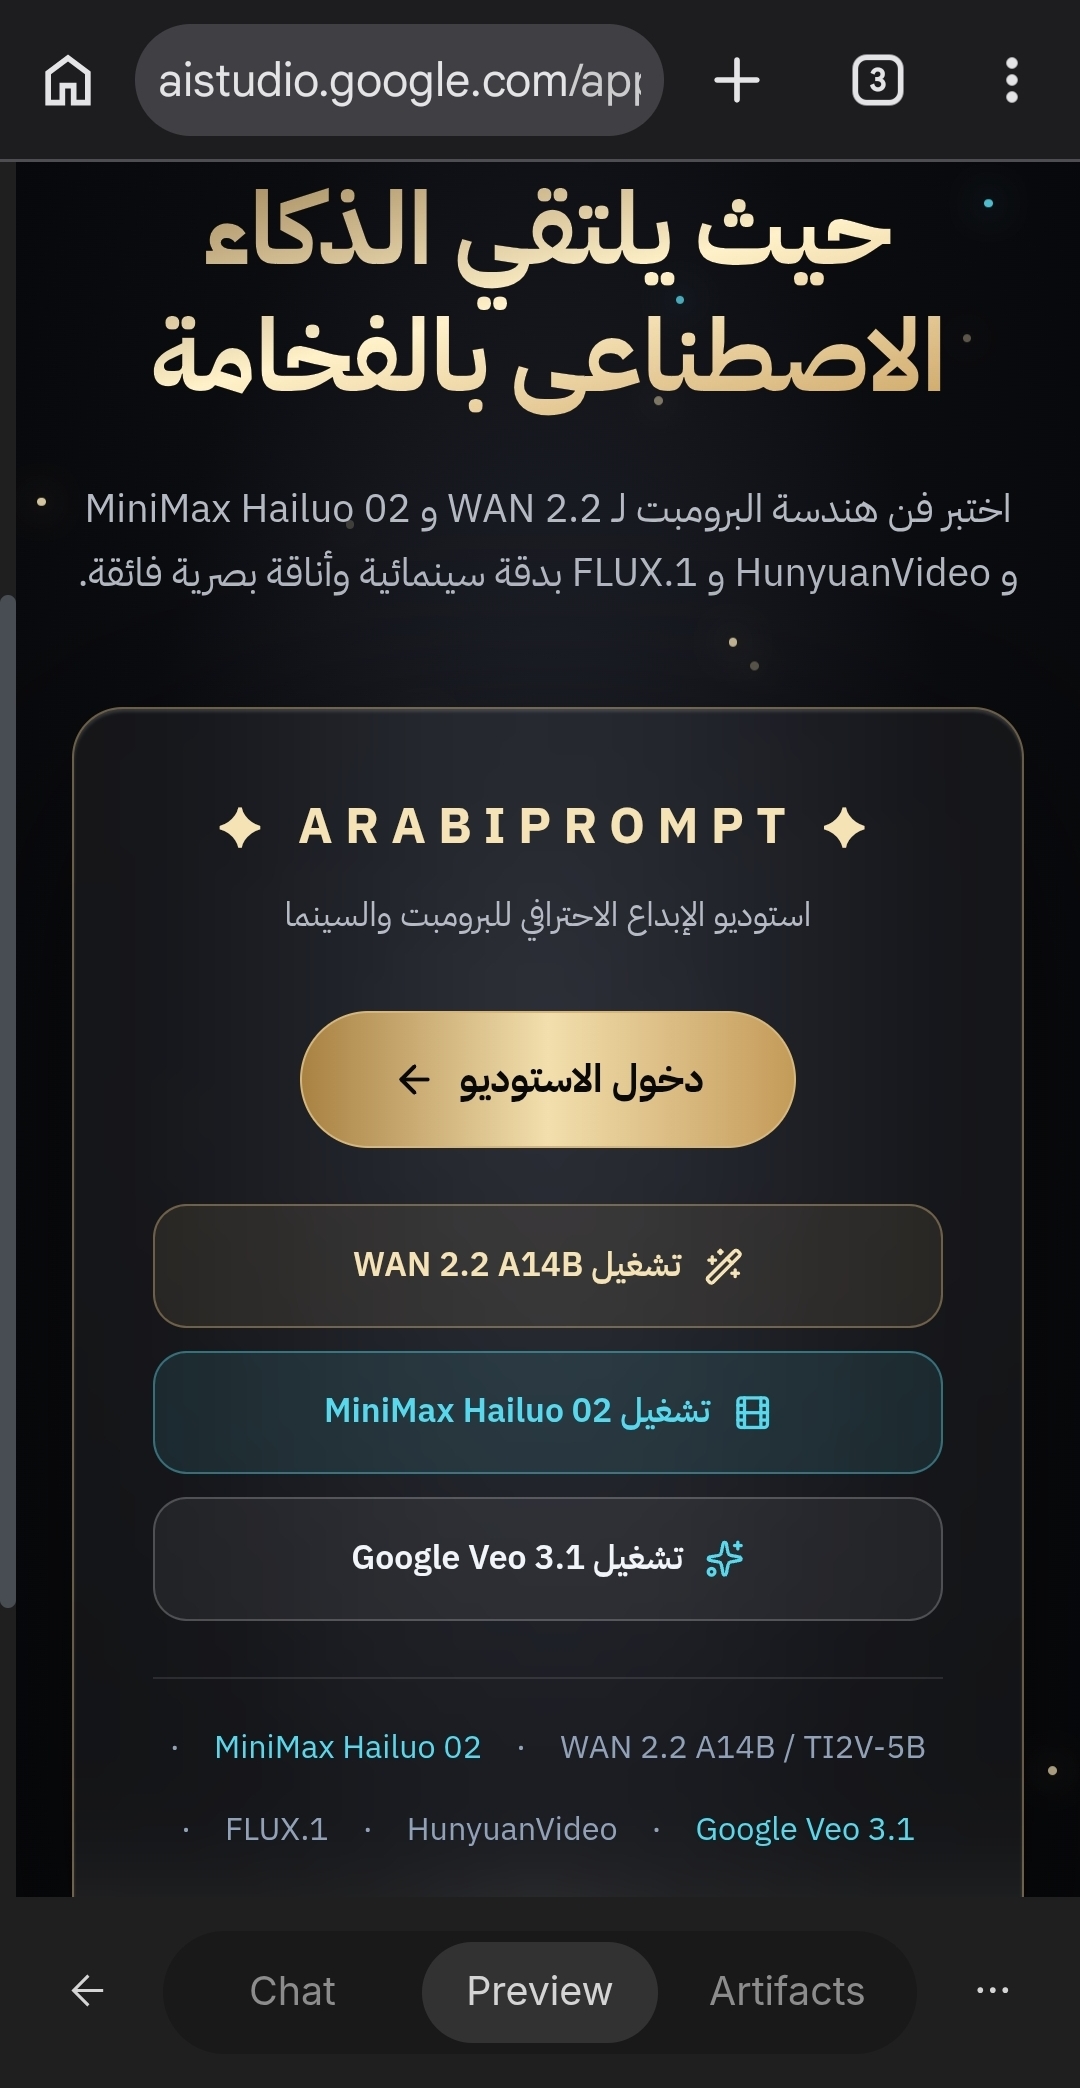 aistudio.google.com/app
3
حيث يلتقي الذكاء
الاصطناعي بالفخامة
اختبر فن هندسة البرومبت لـ WAN 2.2 و MiniMax Hailuo 02
و HunyuanVideo و FLUX.1 بدقة سينمائية وأناقة بصرية فائقة.
✦ ARABIPROMPT ✦
استوديو الإبداع الاحترافي للبرومبت والسينما
دخول الاستوديو ←
تشغيل WAN 2.2 A14B
تشغيل MiniMax Hailuo 02
تشغيل Google Veo 3.1
WAN 2.2 A14B / TI2V-5B · MiniMax Hailuo 02 ·
Google Veo 3.1 · HunyuanVideo · FLUX.1 ·
Chat Preview Artifacts